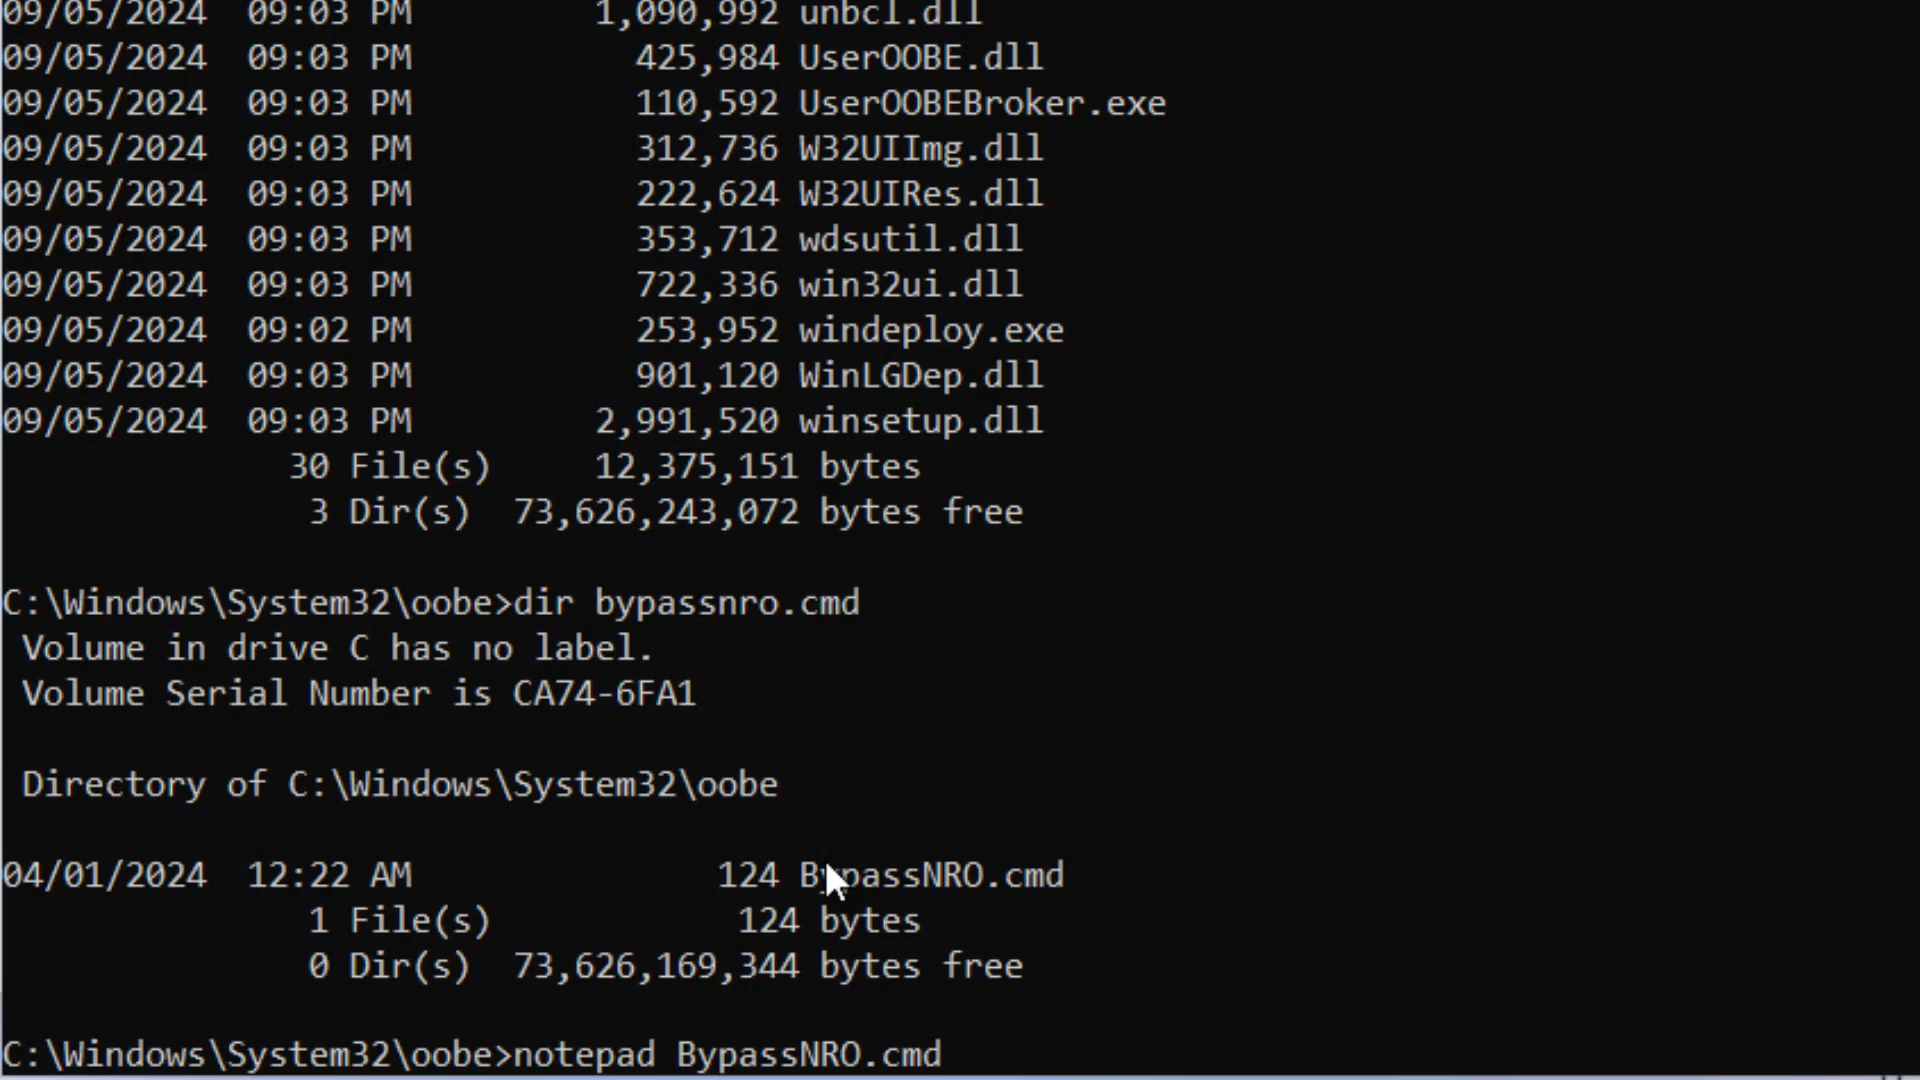 09/05/2024  09:03 PM         1,090,992 unbcl.dll
09/05/2024  09:03 PM           425,984 UserOOBE.dll
09/05/2024  09:03 PM           110,592 UserOOBEBroker.exe
09/05/2024  09:03 PM           312,736 W32UIImg.dll
09/05/2024  09:03 PM           222,624 W32UIRes.dll
09/05/2024  09:03 PM           353,712 wdsutil.dll
09/05/2024  09:03 PM           722,336 win32ui.dll
09/05/2024  09:02 PM           253,952 windeploy.exe
09/05/2024  09:03 PM           901,120 WinLGDep.dll
09/05/2024  09:03 PM         2,991,520 winsetup.dll
              30 File(s)     12,375,151 bytes
               3 Dir(s)  73,626,243,072 bytes free
C:\Windows\System32\oobe>dir bypassnro.cmd
 Volume in drive C has no label.
 Volume Serial Number is CA74-6FA1
 Directory of C:\Windows\System32\oobe
04/01/2024  12:22 AM               124 BypassNRO.cmd
               1 File(s)            124 bytes
               0 Dir(s)  73,626,169,344 bytes free
C:\Windows\System32\oobe>notepad BypassNRO.cmd